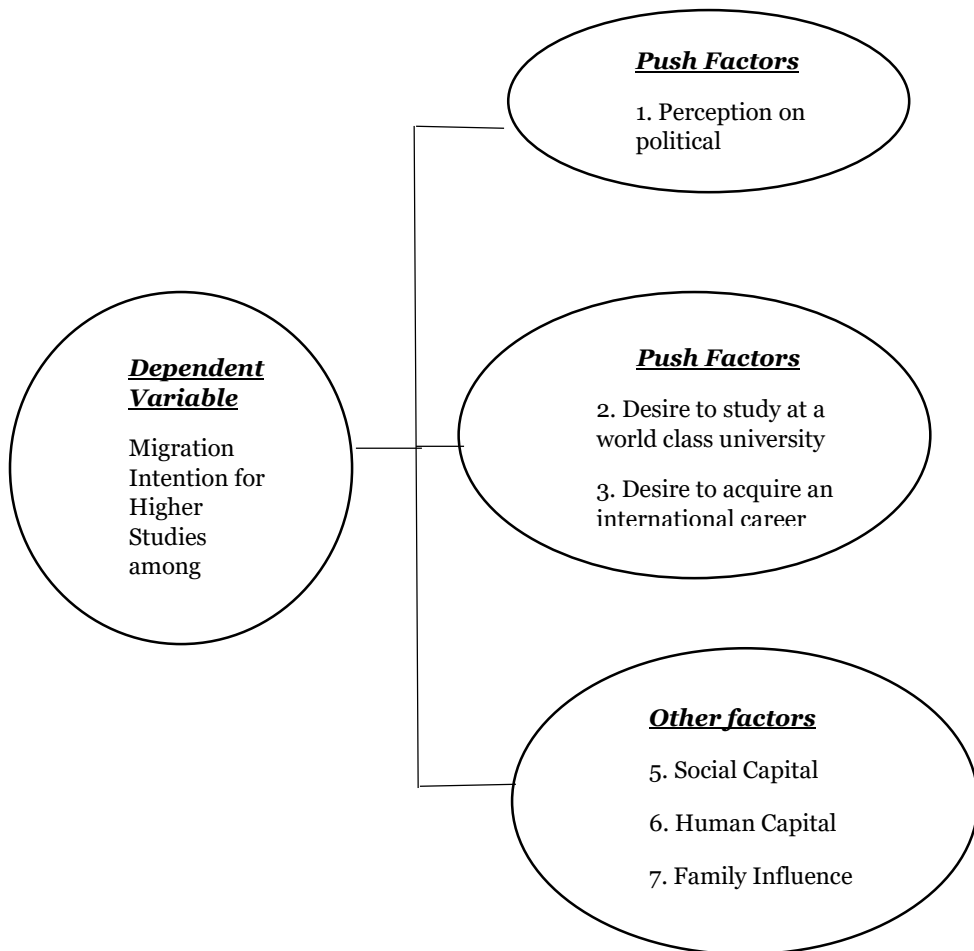 Push Factors
1. Perception on
political
Dependent
Variable
Migration
Intention for
Higher
Studies
among
Push Factors
2. Desire to study at a
world class university
3. Desire to acquire an
international career
Other factors
5. Social Capital
6. Human Capital
7. Family Influence